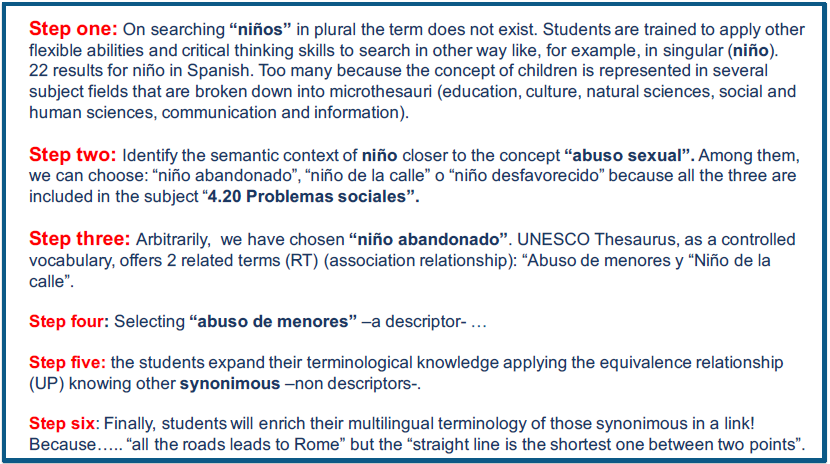 Step one: On searching “niños” in plural the term does not exist. Students are trained to apply other
flexible abilities and critical thinking skills to search in other way like, for example, in singular (niño).
22 results for niño in Spanish. Too many because the concept of children is represented in several
subject fields that are broken down into microthesauri (education, culture, natural sciences, social and
human sciences, communication and information).
Step two: Identify the semantic context of niño closer to the concept “abuso sexual”. Among them,
we can choose: “niño abandonado”, “niño de la calle” o “niño desfavorecido” because all the three are
included in the subject “4.20 Problemas sociales”.
Step three: Arbitrarily, we have chosen “niño abandonado”. UNESCO Thesaurus, as a controlled
vocabulary, offers 2 related terms (RT) (association relationship): “Abuso de menores y “Niño de la
calle”.
Step four: Selecting “abuso de menores” –a descriptor- …
Step five: the students expand their terminological knowledge applying the equivalence relationship
(UP) knowing other synonimous –non descriptors-.
Step six: Finally, students will enrich their multilingual terminology of those synonimous in a link!
Because….. “all the roads leads to Rome” but the “straight line is the shortest one between two points”.